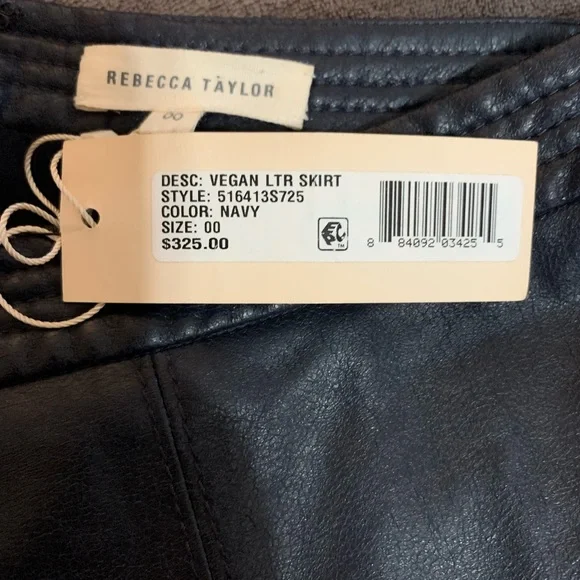 REBECCA TAYLOR
00
DESC: VEGAN LTR SKIRT
STYLE: 516413S725
COLOR: NAVY
SIZE: 00
$325.00
TM
8 84092 03425 5